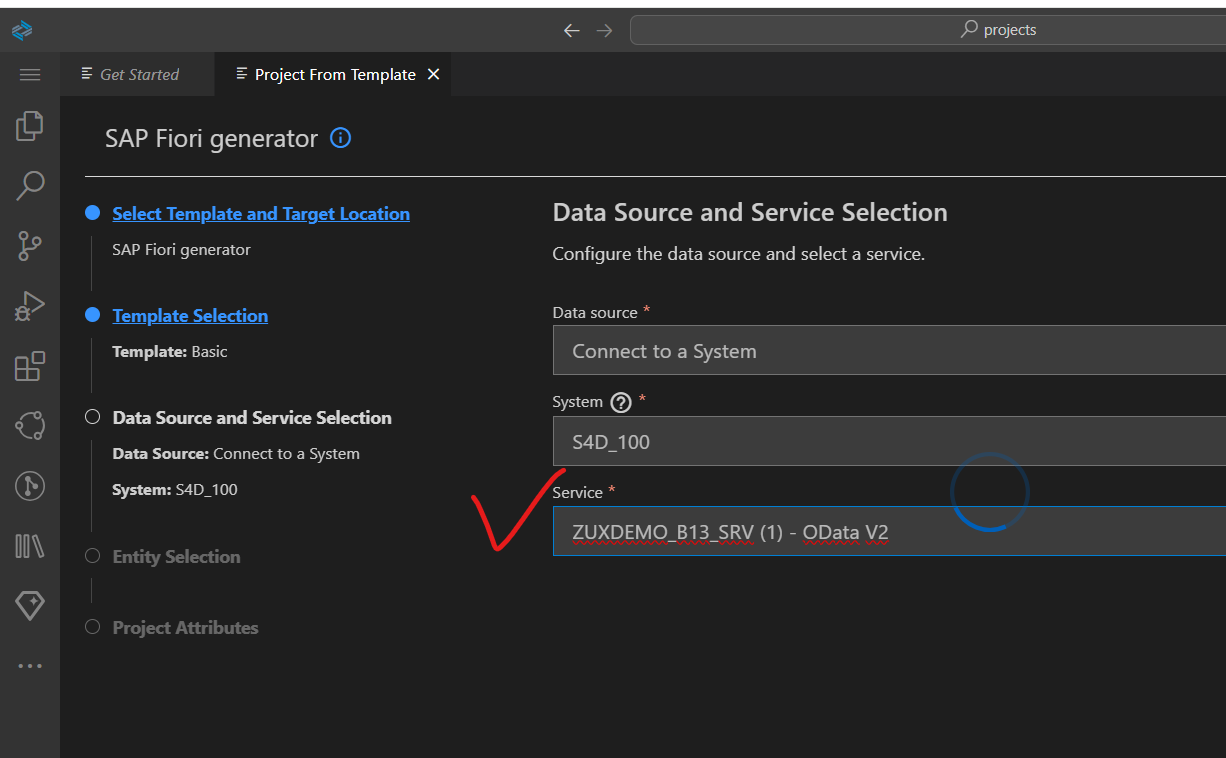 projects
Get Started
Project From Template
SAP Fiori generator
Select Template and Target Location
SAP Fiori generator
Template Selection
Template: Basic
Data Source and Service Selection
Data Source: Connect to a System
System: S4D_100
Entity Selection
Project Attributes
Data Source and Service Selection
Configure the data source and select a service.
Data source *
Connect to a System
System ? *
S4D_100
Service *
ZUXDEMO_B13_SRV (1) - OData V2